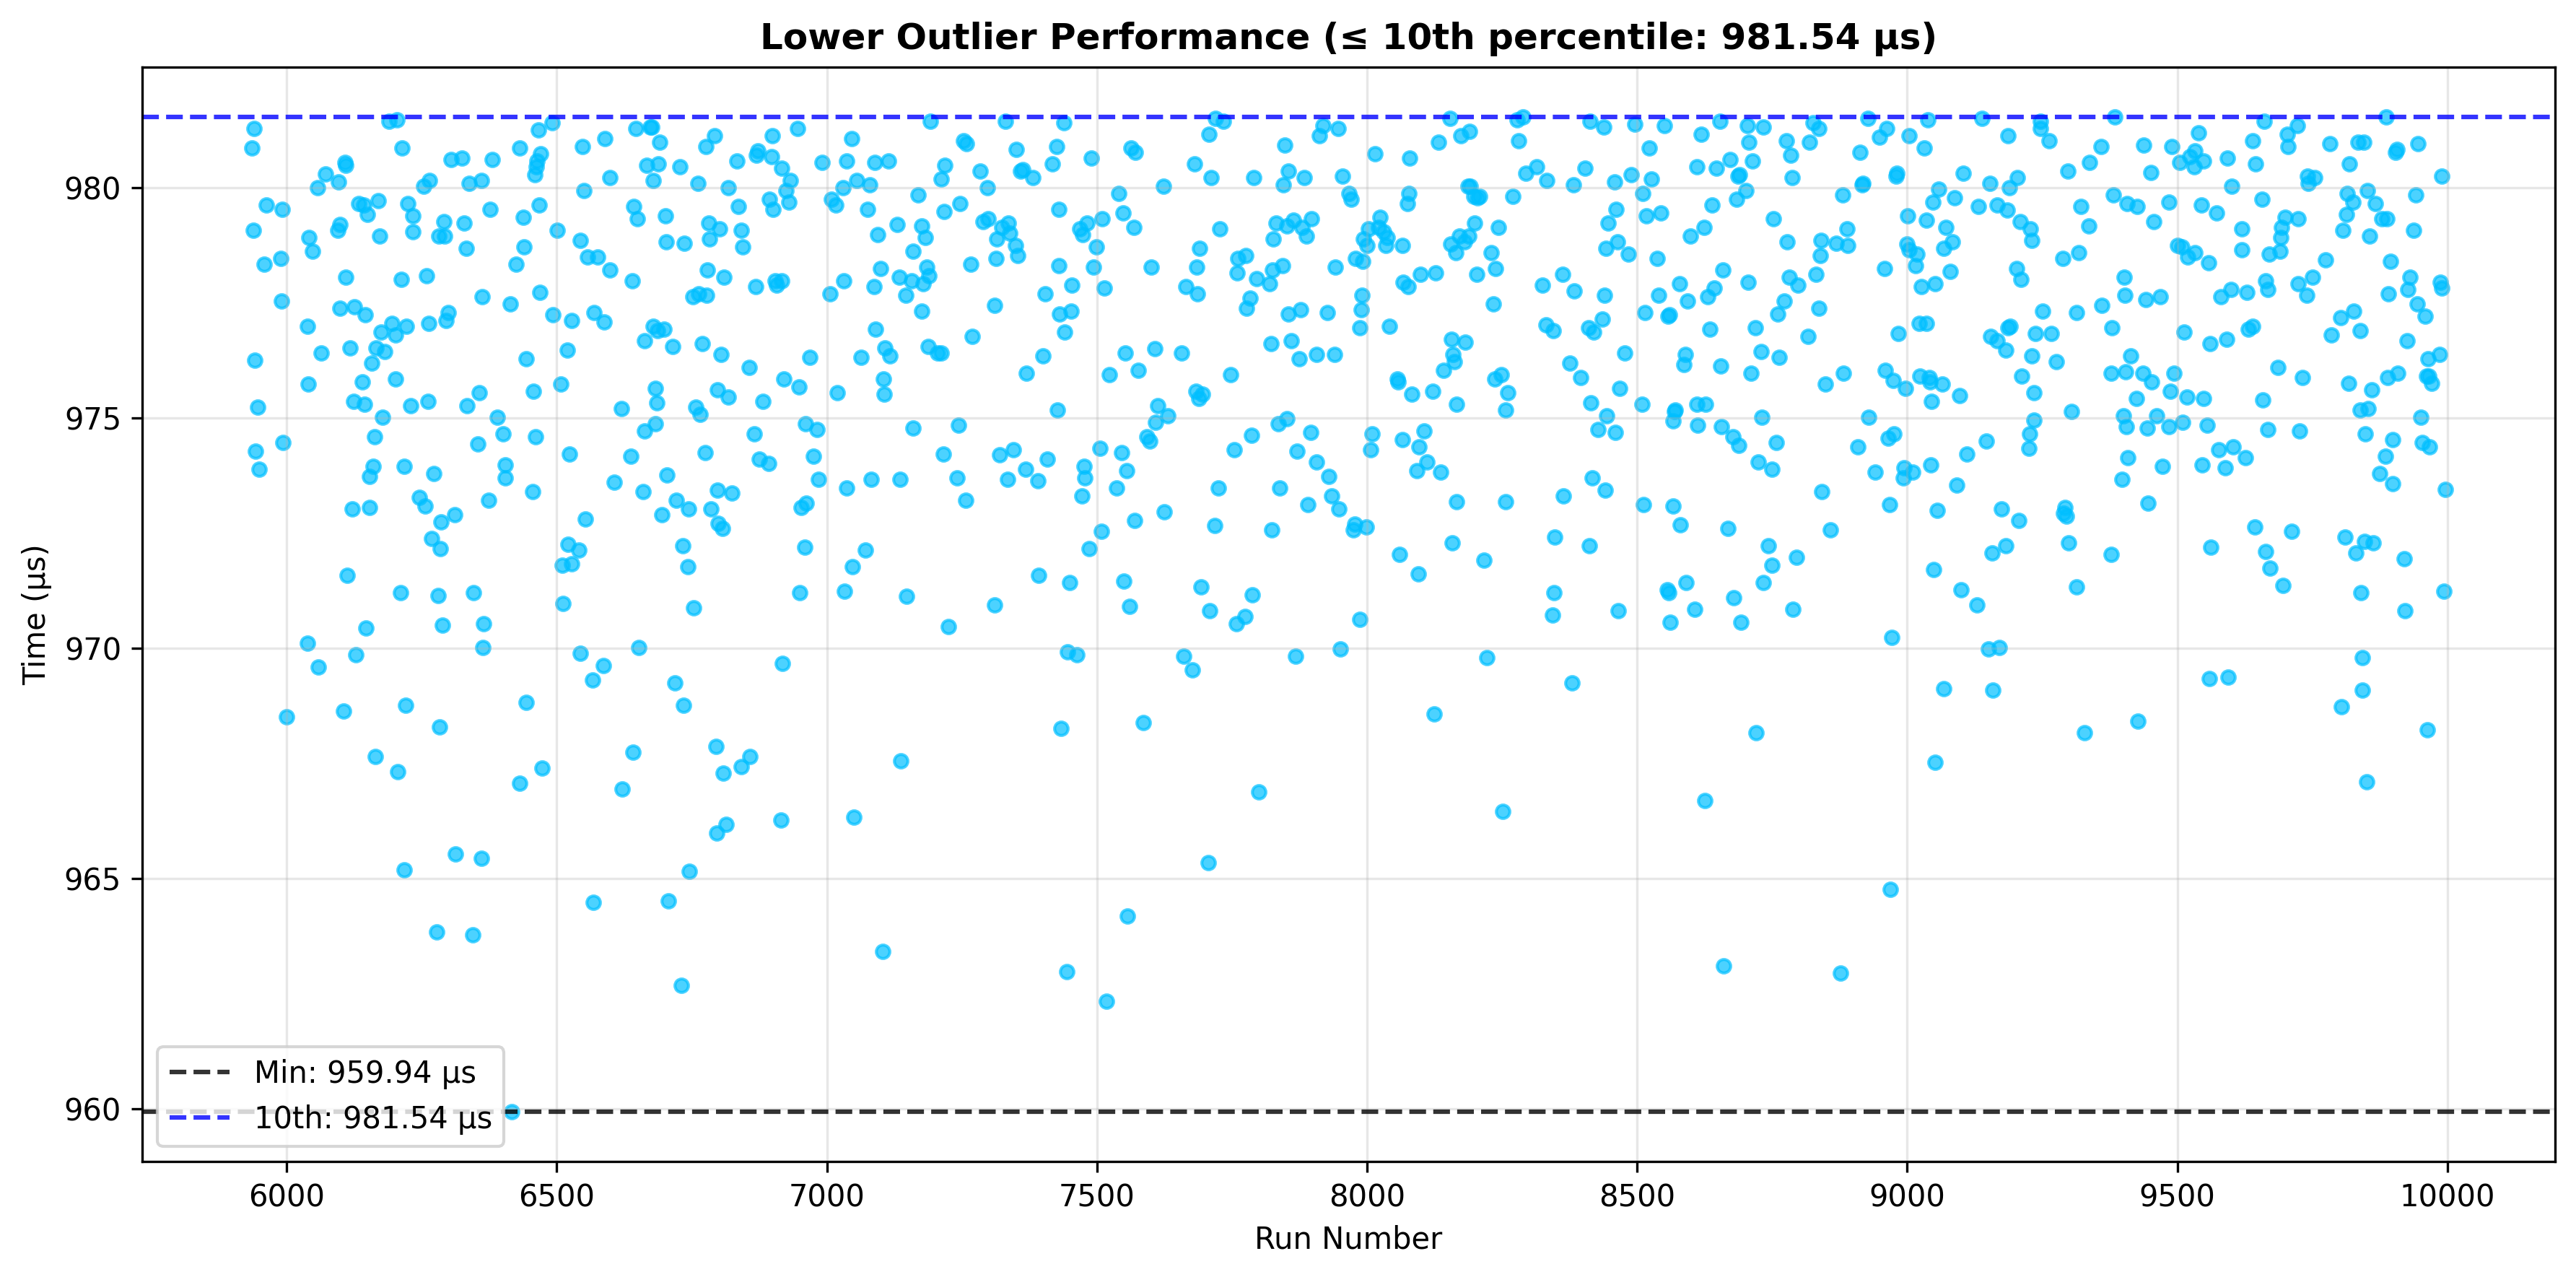 Lower Outlier Performance (≤ 10th percentile: 981.54 µs)
Time (µs)
980
975
970
965
960
Min: 959.94 µs
10th: 981.54 µs
6000 6500 7000 7500 8000 8500 9000 9500 10000
Run Number